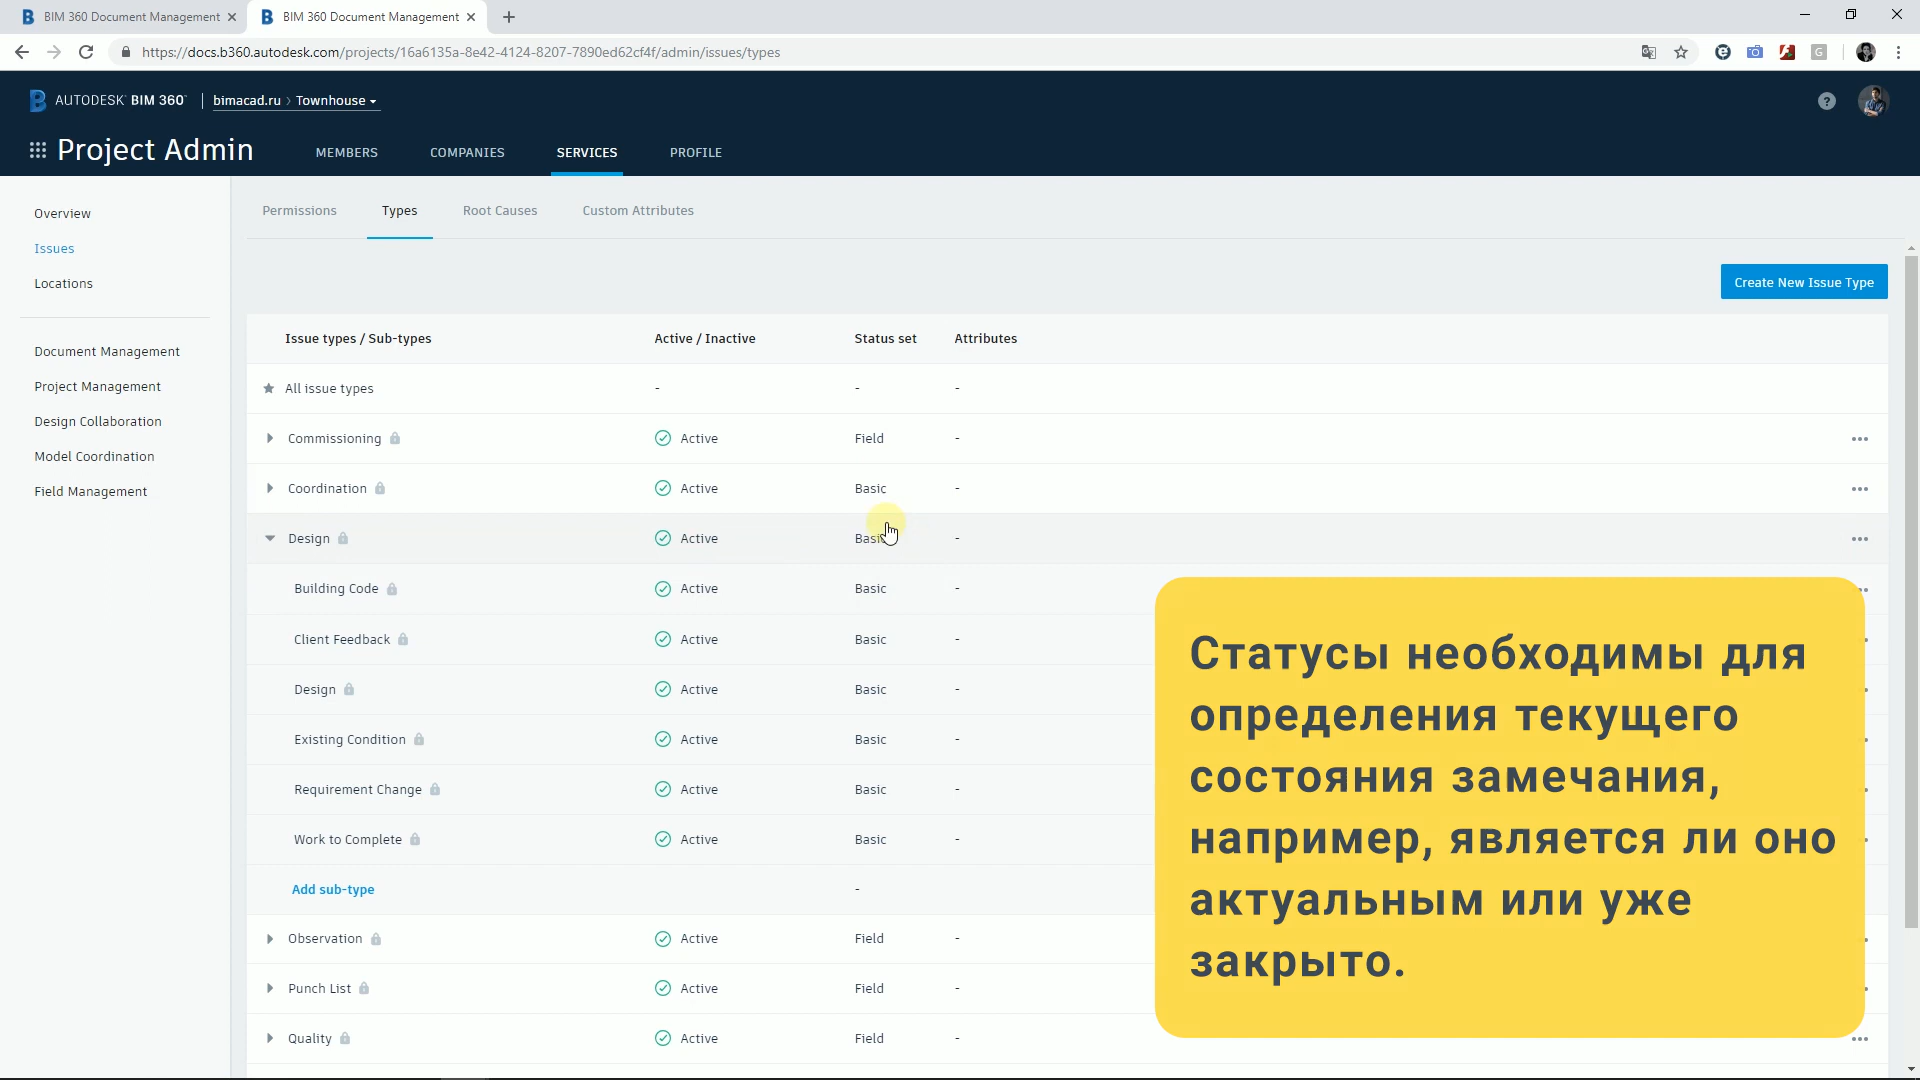 BIM 360 Document Management
BIM 360 Document Management
https://docs.b360.autodesk.com/projects/16a6135a-8e42-4124-8207-7890ed62cf4f/admin/issues/types
AUTODESK® BIM 360™ bimacad.ru > Townhouse
Project Admin MEMBERS COMPANIES SERVICES PROFILE
Overview
Issues
Locations
Document Management
Project Management
Design Collaboration
Model Coordination
Field Management
Permissions Types Root Causes Custom Attributes
Create New Issue Type
Issue types / Sub-types Active / Inactive Status set Attributes
All issue types - - -
Commissioning Active Field -
Coordination Active Basic -
Design Active Basic -
Building Code Active Basic -
Client Feedback Active Basic -
Design Active Basic -
Existing Condition Active Basic -
Requirement Change Active Basic -
Work to Complete Active Basic -
Add sub-type -
Observation Active Field -
Punch List Active Field -
Quality Active Field -
Статусы необходимы для
определения текущего
состояния замечания,
например, является ли оно
актуальным или уже
закрыто.